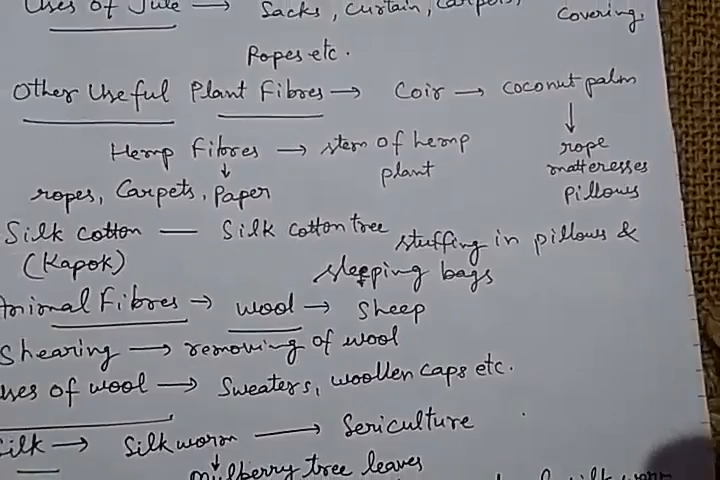 Uses of Jute → Sacks, curtain, carpets, covering,
Ropes etc.
Other Useful Plant Fibres → Coir → coconut palm
↓
Hemp Fibres → stem of hemp plant
rope
matteresses
pillows
↓
ropes, Carpets, paper
Silk cotton — Silk cotton tree stuffing in pillows &
(Kapok) sleeping bags
Animal Fibres → wool → Sheep
Shearing → removing of wool
uses of wool → Sweaters, woollen caps etc.
Silk → Silkworm → Sericulture
↓
mulberry tree leaves